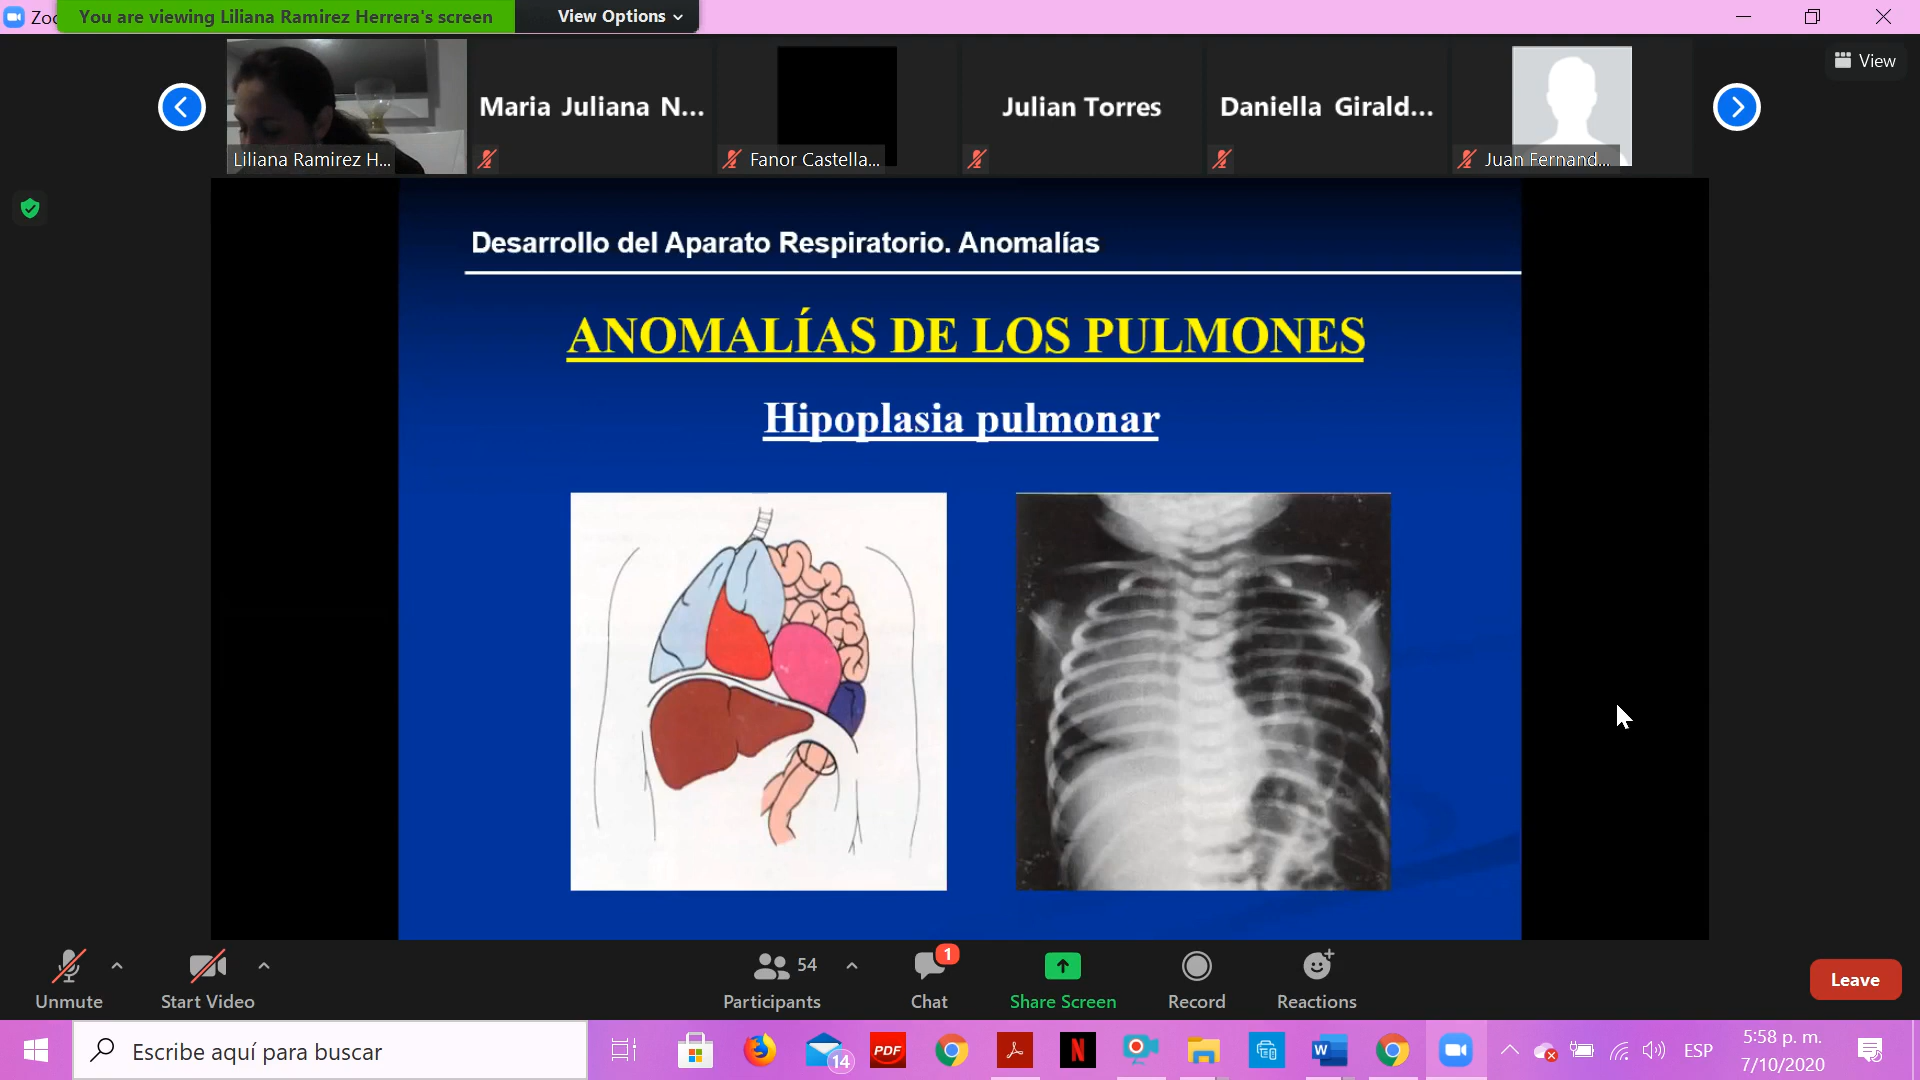 Zoo
You are viewing Liliana Ramirez Herrera's screen
View Options
View
Maria Juliana N...
Julian Torres
Daniella Girald...
Liliana Ramirez H...
Fanor Castella...
Juan Fernand...
Desarrollo del Aparato Respiratorio. Anomalías
ANOMALÍAS DE LOS PULMONES
Hipoplasia pulmonar
Unmute
Start Video
54
Participants
1
Chat
Share Screen
Record
Reactions
Leave
Escribe aquí para buscar
14
PDF
N
W
ESP
5:58 p. m.
7/10/2020